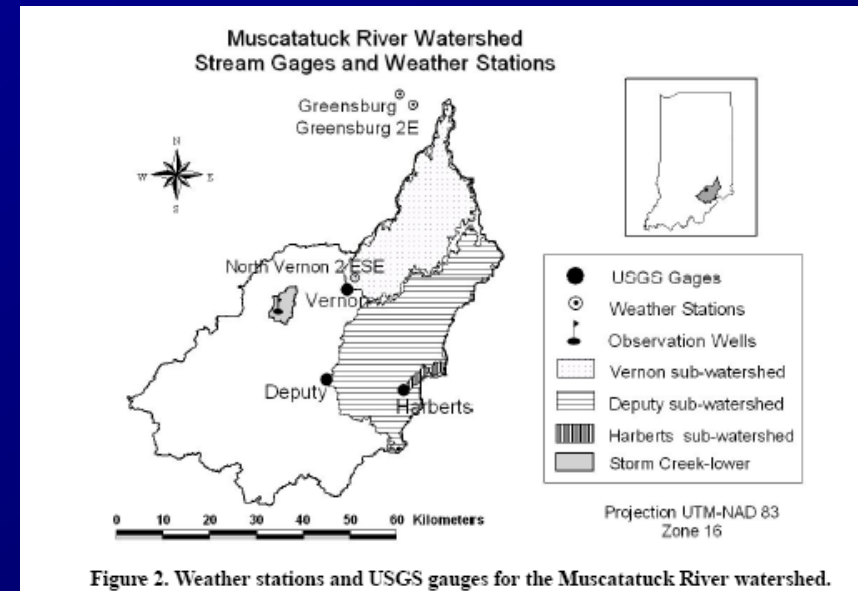 Muscatatuck River Watershed
Stream Gages and Weather Stations
Greensburg
Greensburg 2E
N
W E
S
North Vernon 2 ESE
Vernon
Deputy
Harberts
USGS Gages
Weather Stations
Observation Wells
Vernon sub-watershed
Deputy sub-watershed
Harberts sub-watershed
Storm Creek-lower
0 10 20 30 40 50 60 Kilometers
Projection UTM-NAD 83
Zone 16
Figure 2. Weather stations and USGS gauges for the Muscatatuck River watershed.